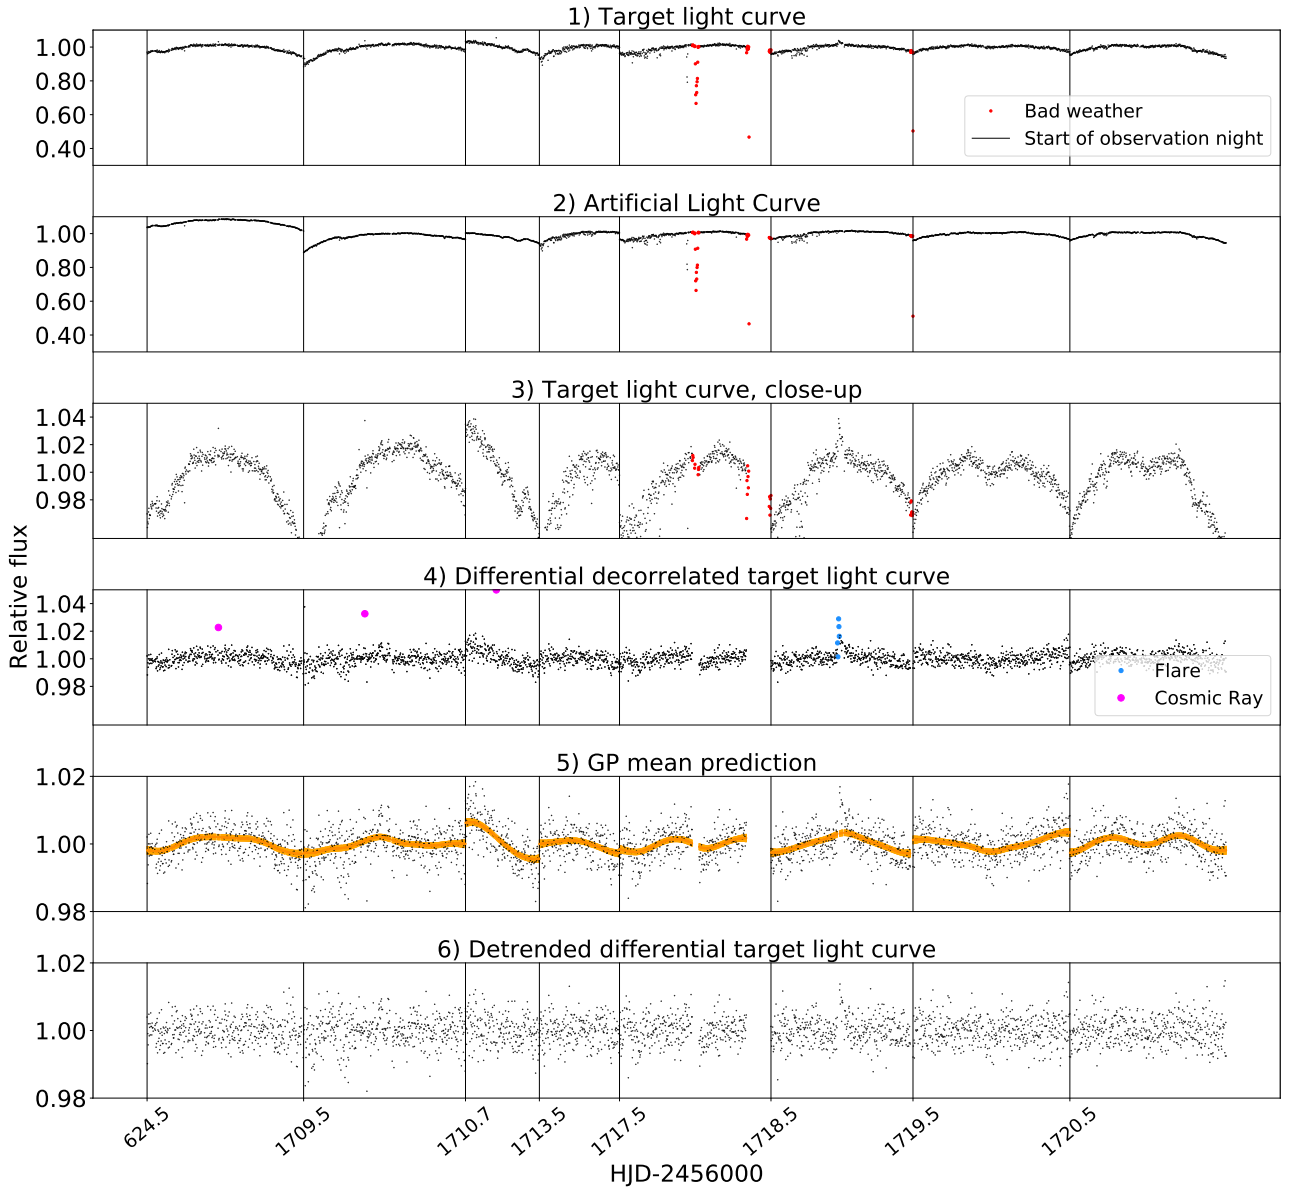 1) Target light curve
1.00
0.80
0.60
0.40
Bad weather
Start of observation night
2) Artificial Light Curve
1.00
0.80
0.60
0.40
3) Target light curve, close-up
1.04
1.02
1.00
0.98
Relative flux
4) Differential decorrelated target light curve
1.04
1.02
1.00
0.98
Flare
Cosmic Ray
5) GP mean prediction
1.02
1.00
0.98
6) Detrended differential target light curve
1.02
1.00
0.98
624.5
1709.5
1710.7
1713.5
1717.5
1718.5
1719.5
1720.5
HJD-2456000